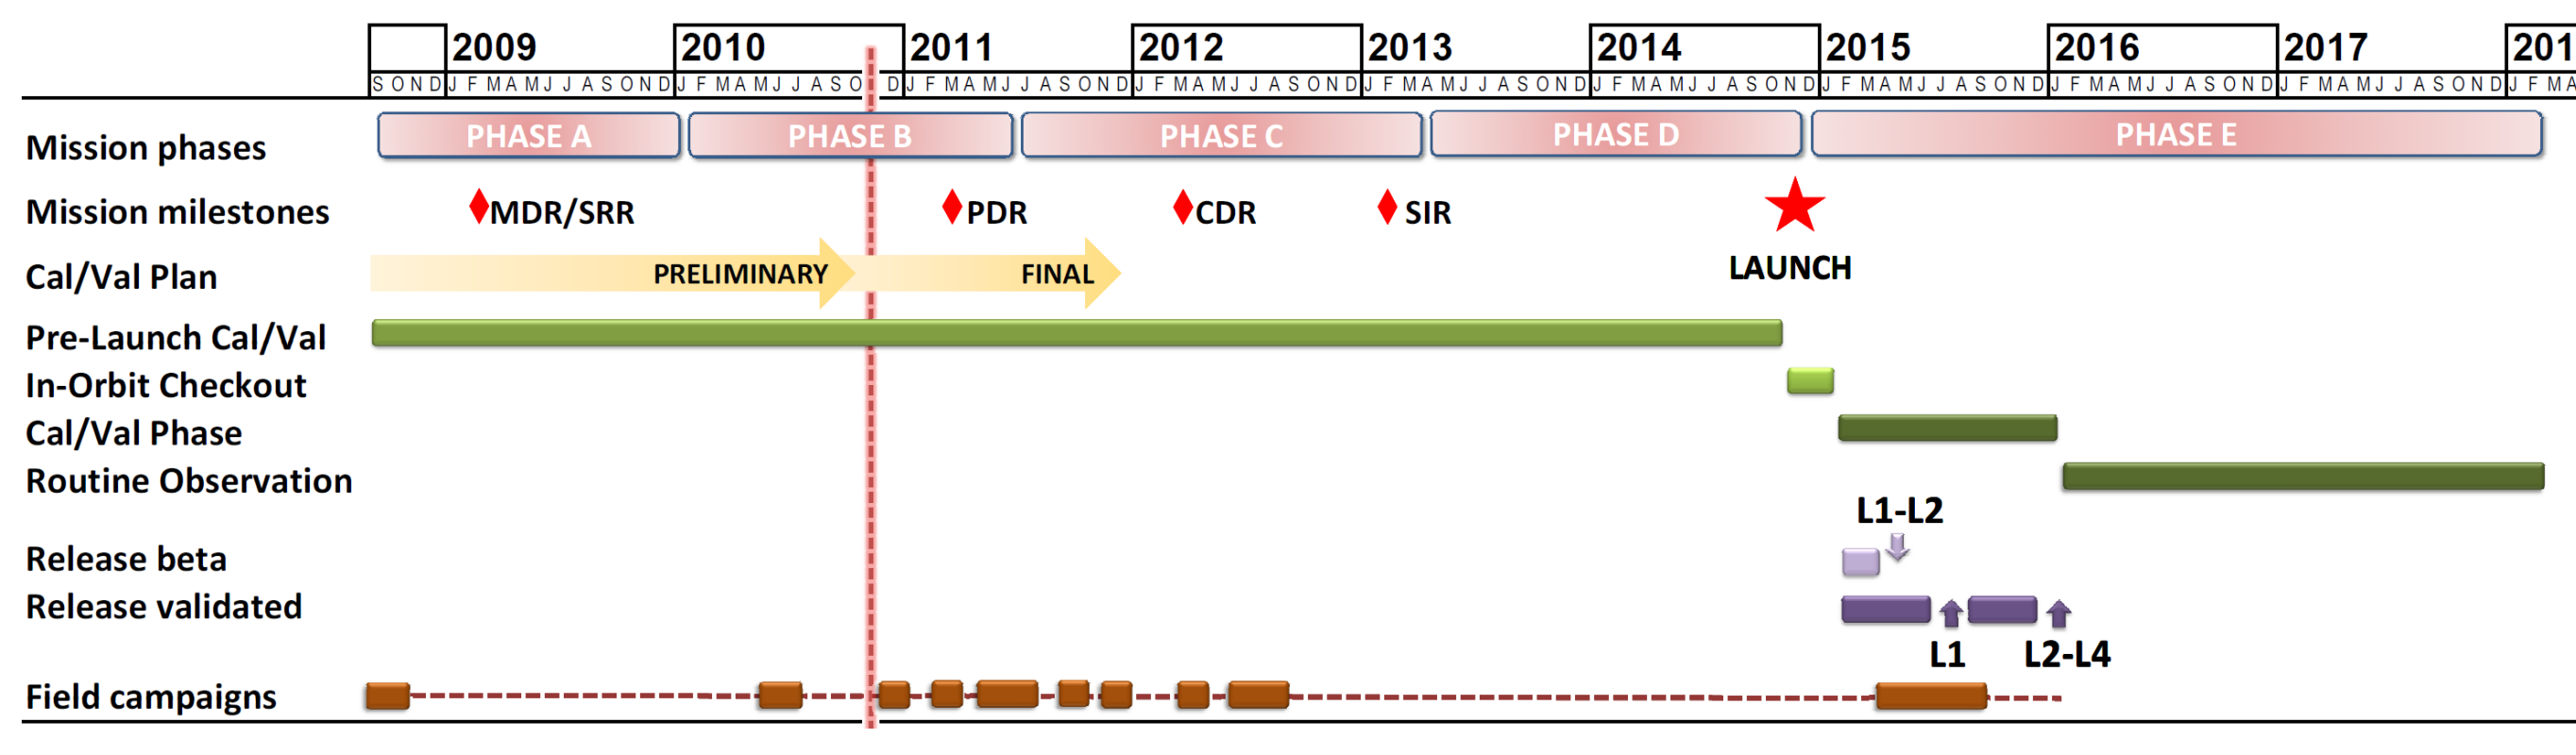 2009 2010 2011 2012 2013 2014 2015 2016 2017 201
S O N D J F M A M J J A S O N D J F M A M J J A S O D J F M A M J J A S O N D J F M A M J J A S O N D J F M A M J J A S O N D J F M A M J J A S O N D J F M A M J J A S O N D J F M A M J J A S O N D J F M A M J J A S O N D J F M A
Mission phases PHASE A PHASE B PHASE C PHASE D PHASE E
Mission milestones MDR/SRR PDR CDR SIR
LAUNCH
Cal/Val Plan PRELIMINARY FINAL
Pre-Launch Cal/Val
In-Orbit Checkout
Cal/Val Phase
Routine Observation
L1-L2
Release beta
Release validated
L1 L2-L4
Field campaigns